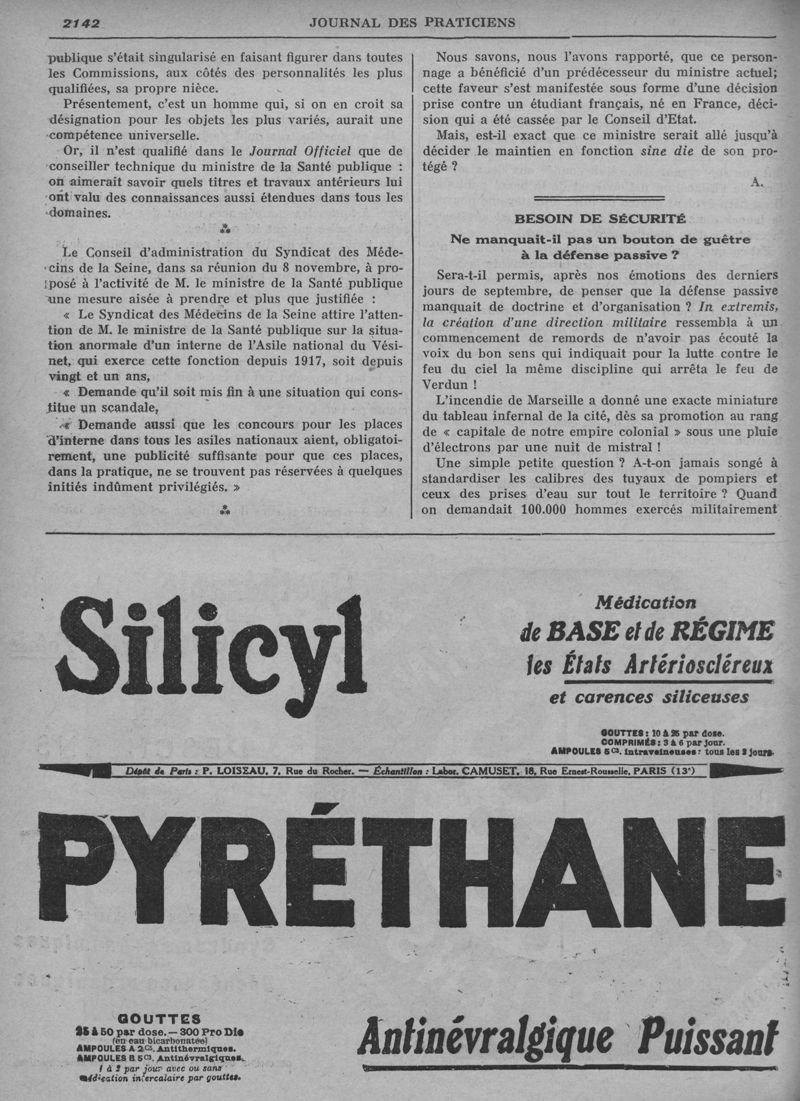 2142
JOURNAL DES PRATICIENS
publique s'était singularisé en faisant figurer dans toutes
les Commissions, aux côtés des personnalités les plus
qualifiées, sa propre nièce.
Présentement, c'est un homme qui, si on en croit sa
désignation pour les objets les plus variés, aurait une
compétence universelle.
Or, il n'est qualifié dans le Journal Officiel que de
conseiller technique du ministre de la Santé publique :
on aimerait savoir quels titres et travaux antérieurs lui
ont valu des connaissances aussi étendues dans tous les
domaines.
⁂
Le Conseil d'administration du Syndicat des Méde-
cins de la Seine, dans sa réunion du 8 novembre, à pro-
posé à l'activité de M. le ministre de la Santé publique
une mesure aisée à prendre et plus que justifiée :
« Le Syndicat des Médecins de la Seine attire l'atten-
tion de M. le ministre de la Santé publique sur la situa-
tion anormale d'un interne de l'Asile national du Vési-
net, qui exerce cette fonction depuis 1917, soit depuis
vingt et un ans,
« Demande qu'il soit mis fin à une situation qui cons-
titue un scandale,
« Demande aussi que les concours pour les places
d'interne dans tous les asiles nationaux aient, obligatoi-
rement, une publicité suffisante pour que ces places,
dans la pratique, ne se trouvent pas réservées à quelques
initiés indûment privilégiés. »
⁂
Nous savons, nous l'avons rapporté, que ce person-
nage a bénéficié d'un prédécesseur du ministre actuel;
cette faveur s'est manifestée sous forme d'une décision
prise contre un étudiant français, né en France, déci-
sion qui a été cassée par le Conseil d'Etat.
Mais, est-il exact que ce ministre serait allé jusqu'à
décider le maintien en fonction sine die de son pro-
tégé ?
A.
BESOIN DE SÉCURITÉ
Ne manquait-il pas un bouton de guêtre
à la défense passive ?
Sera-t-il permis, après nos émotions des derniers
jours de septembre, de penser que la défense passive
manquait de doctrine et d'organisation ? In extremis,
la création d'une direction militaire ressembla à un
commencement de remords de n'avoir pas écouté la
voix du bon sens qui indiquait pour la lutte contre le
feu du ciel la même discipline qui arrêta le feu de
Verdun !
L'incendie de Marseille a donné une exacte miniature
du tableau infernal de la cité, dès sa promotion au rang
de « capitale de notre empire colonial » sous une pluie
d'électrons par une nuit de mistral !
Une simple petite question ? A-t-on jamais songé à
standardiser les calibres des tuyaux de pompiers et
ceux des prises d'eau sur tout le territoire ? Quand
on demandait 100.000 hommes exercés militairement
Silicyl
Médication
de BASE et de RÉGIME
les États Artérioscléreux
et carences siliceuses
GOUTTES : 10 à 25 par dose.
COMPRIMÉS : 3 à 6 par jour.
AMPOULES 5 cs. intraveineuses : tous les 2 jours.
Dépôt de Paris : P. LOISEAU, 7, Rue du Rocher. — Échantillon : Labor. CAMUSET, 18, Rue Ernest-Rousselle, PARIS (13e)
PYRÉTHANE
GOUTTES
25 à 50 par dose. — 300 Pro Die
(en eau bicarbonatée)
AMPOULES A 2 cs. Antithermiques.
AMPOULES B 5 cs. Antinévralgiques.
1 à 2 par jour avec ou sans
médication intercalaire par gouttes.
Antinévralgique Puissant